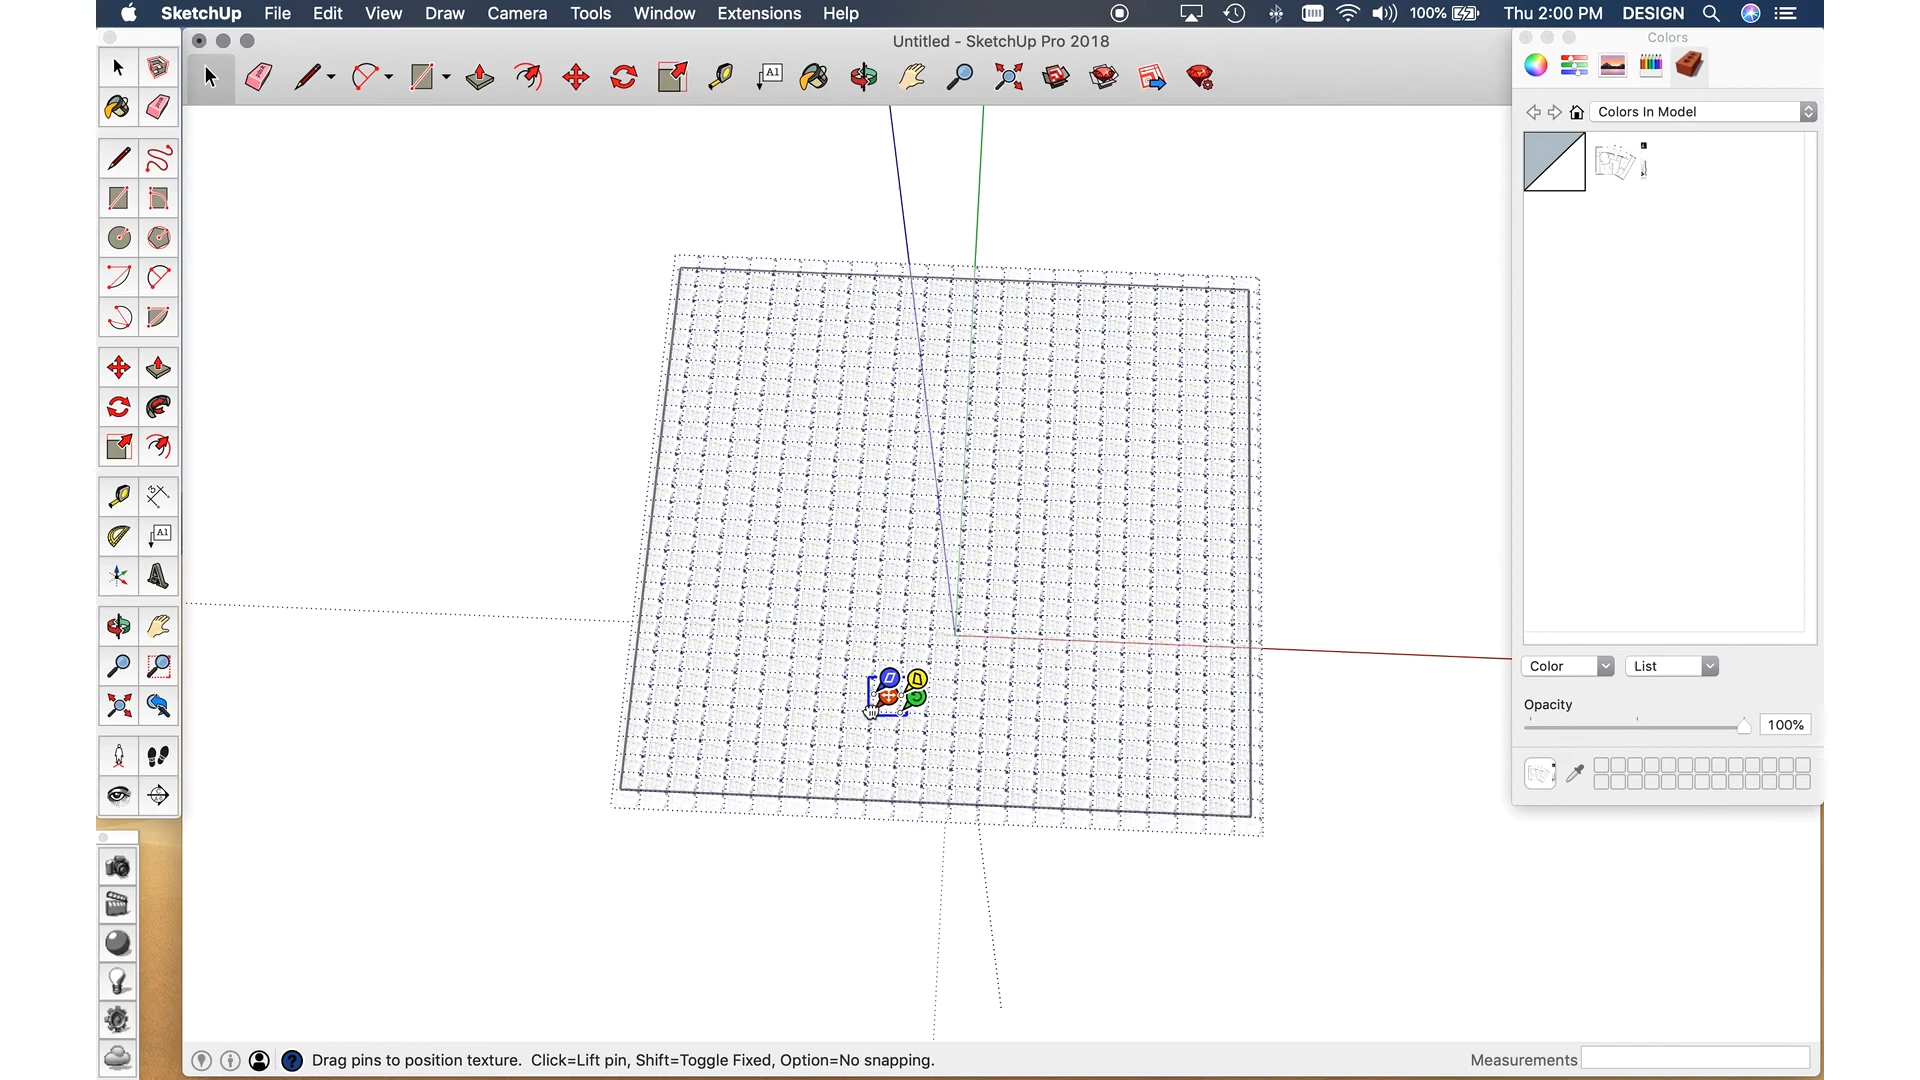 SketchUp File Edit View Draw Camera Tools Window Extensions Help 100% Thu 2:00 PM DESIGN
Untitled - SketchUp Pro 2018
Colors
A1
Colors In Model
A1
Color List
Opacity
100%
Drag pins to position texture. Click=Lift pin, Shift=Toggle Fixed, Option=No snapping.
Measurements